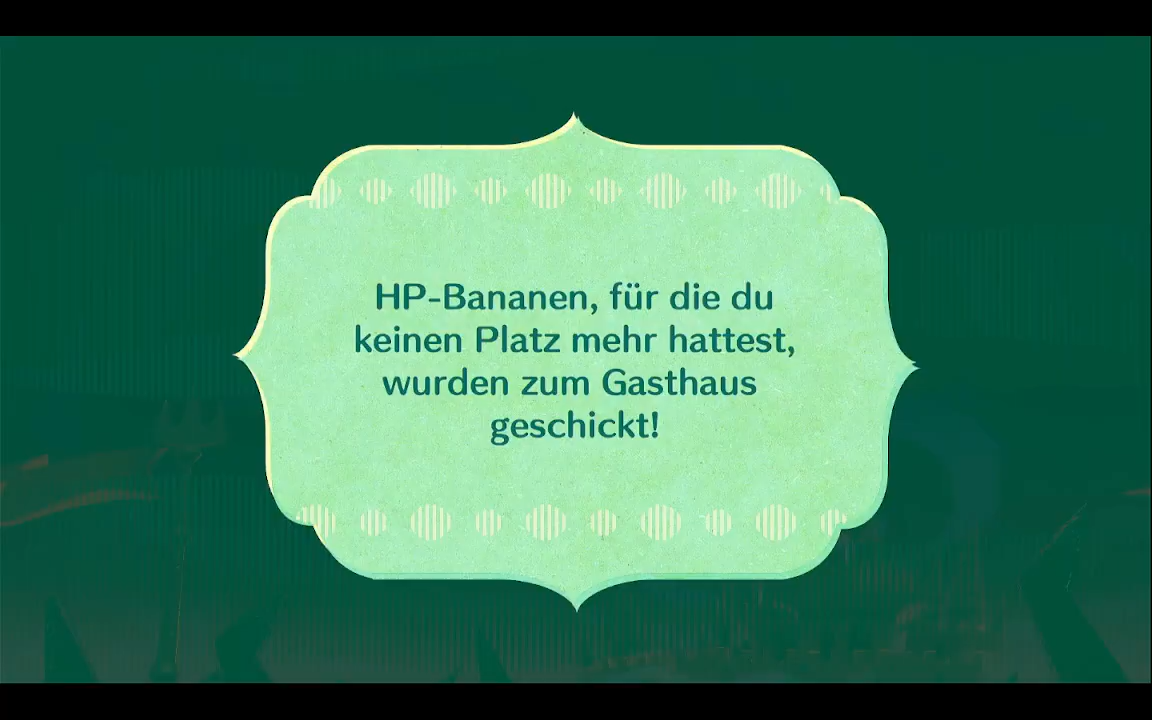 HP-Bananen, für die du
keinen Platz mehr hattest,
wurden zum Gasthaus
geschickt!